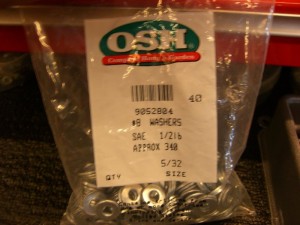 OSH
40
9052804
#8 WASHERS
SAE 1/2lb
APPROX 340
5/32
QTY SIZE